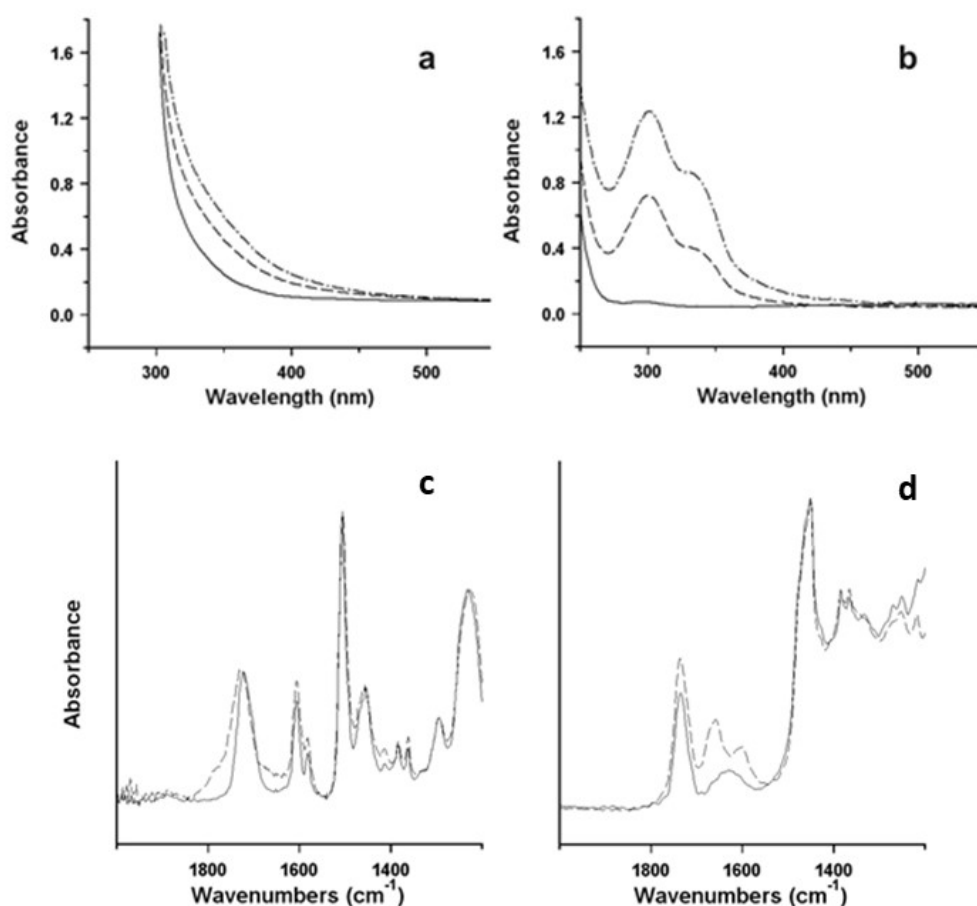 a
1.6
1.2
0.8
0.4
0.0
Absorbance
300 400 500
Wavelength (nm)
b
1.6
1.2
0.8
0.4
0.0
Absorbance
300 400 500
Wavelength (nm)
c
Absorbance
1800 1600 1400
Wavenumbers (cm⁻¹)
d
1800 1600 1400
Wavenumbers (cm⁻¹)